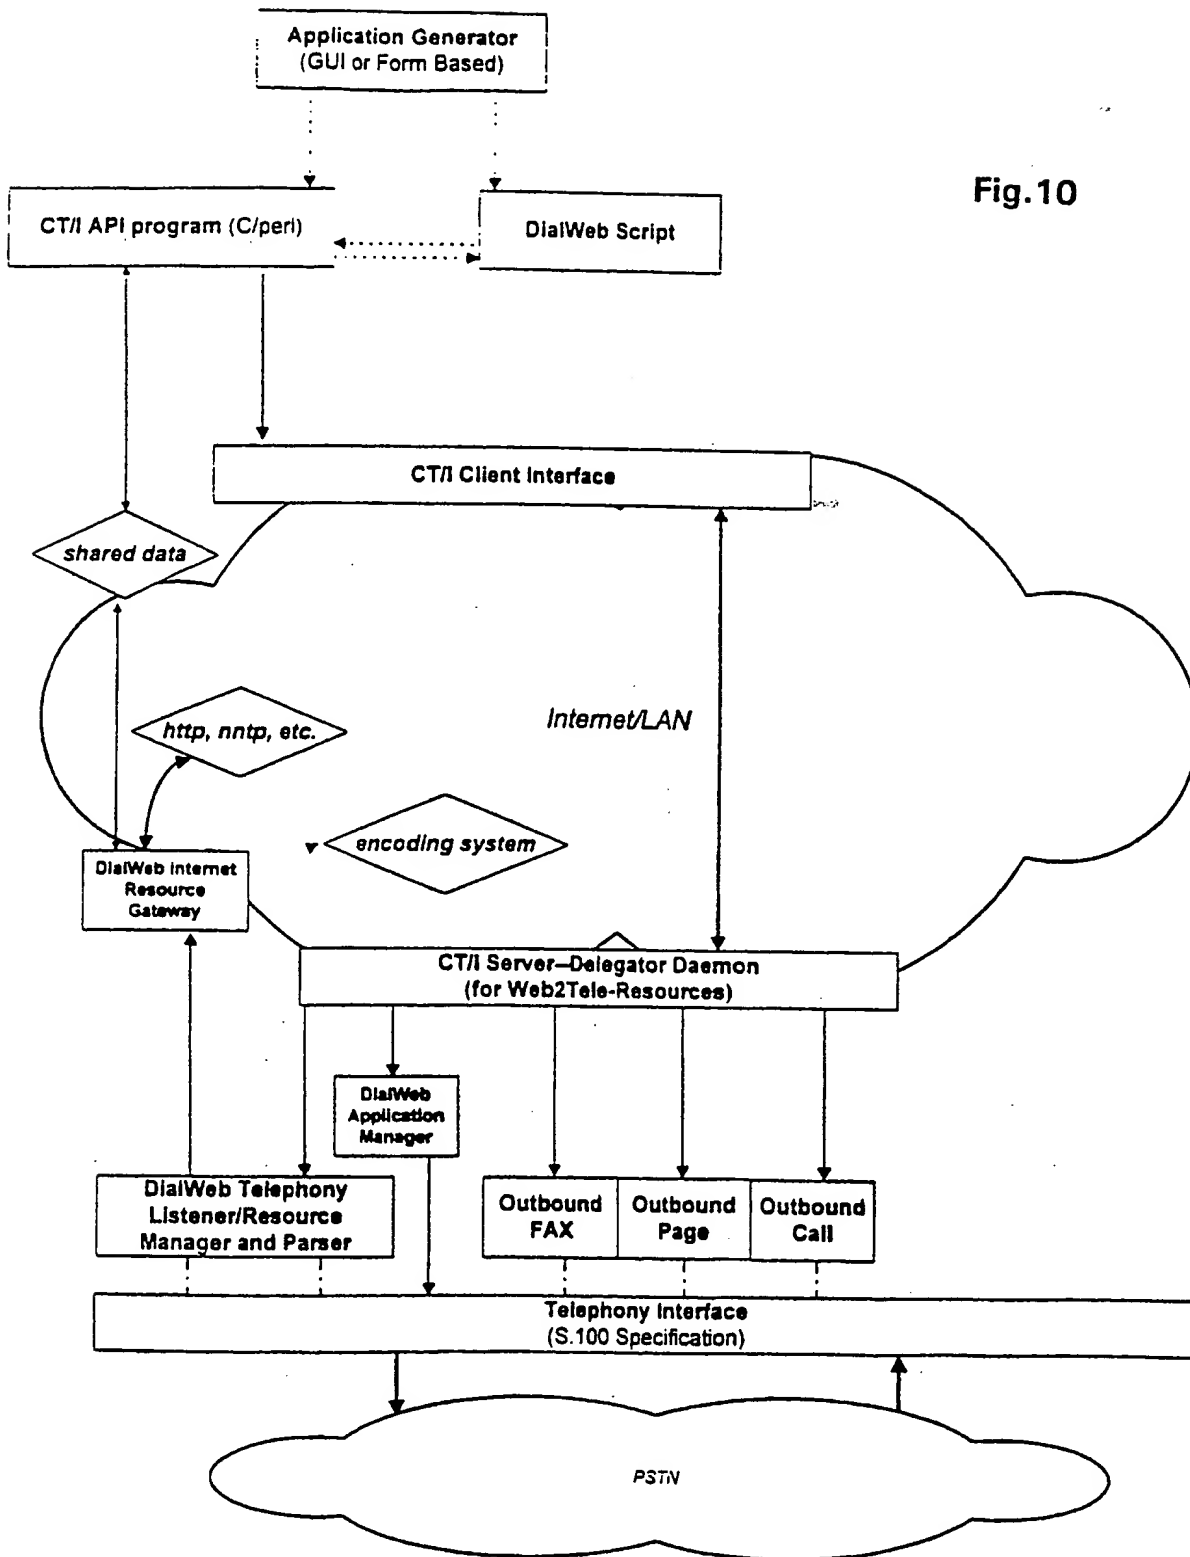 Application Generator
(GUI or Form Based)
Fig.10
CT/I API program (C/perl)
DialWeb Script
CT/I Client Interface
shared data
http, nntp, etc.
Internet/LAN
encoding system
DialWeb Internet
Resource
Gateway
CT/I Server–Delegator Daemon
(for Web2Tele-Resources)
DialWeb
Application
Manager
DialWeb Telephony
Listener/Resource
Manager and Parser
Outbound
FAX
Outbound
Page
Outbound
Call
Telephony Interface
(S.100 Specification)
PSTN